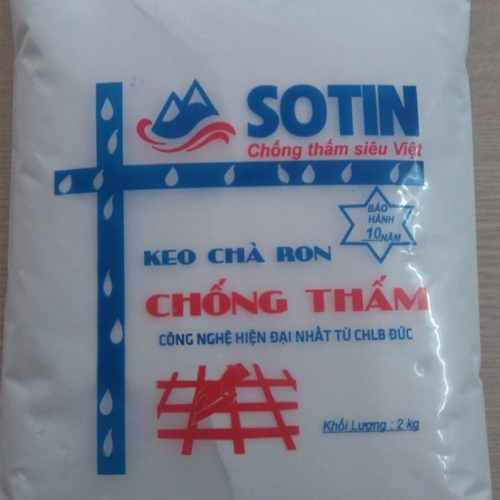 SOTIN
Chống thấm siêu Việt
BẢO
HÀNH
10 NĂM
KEO CHÀ RON
CHỐNG THẤM
CÔNG NGHỆ HIỆN ĐẠI NHẤT TỪ CHLB ĐỨC
Khối Lượng : 2 kg